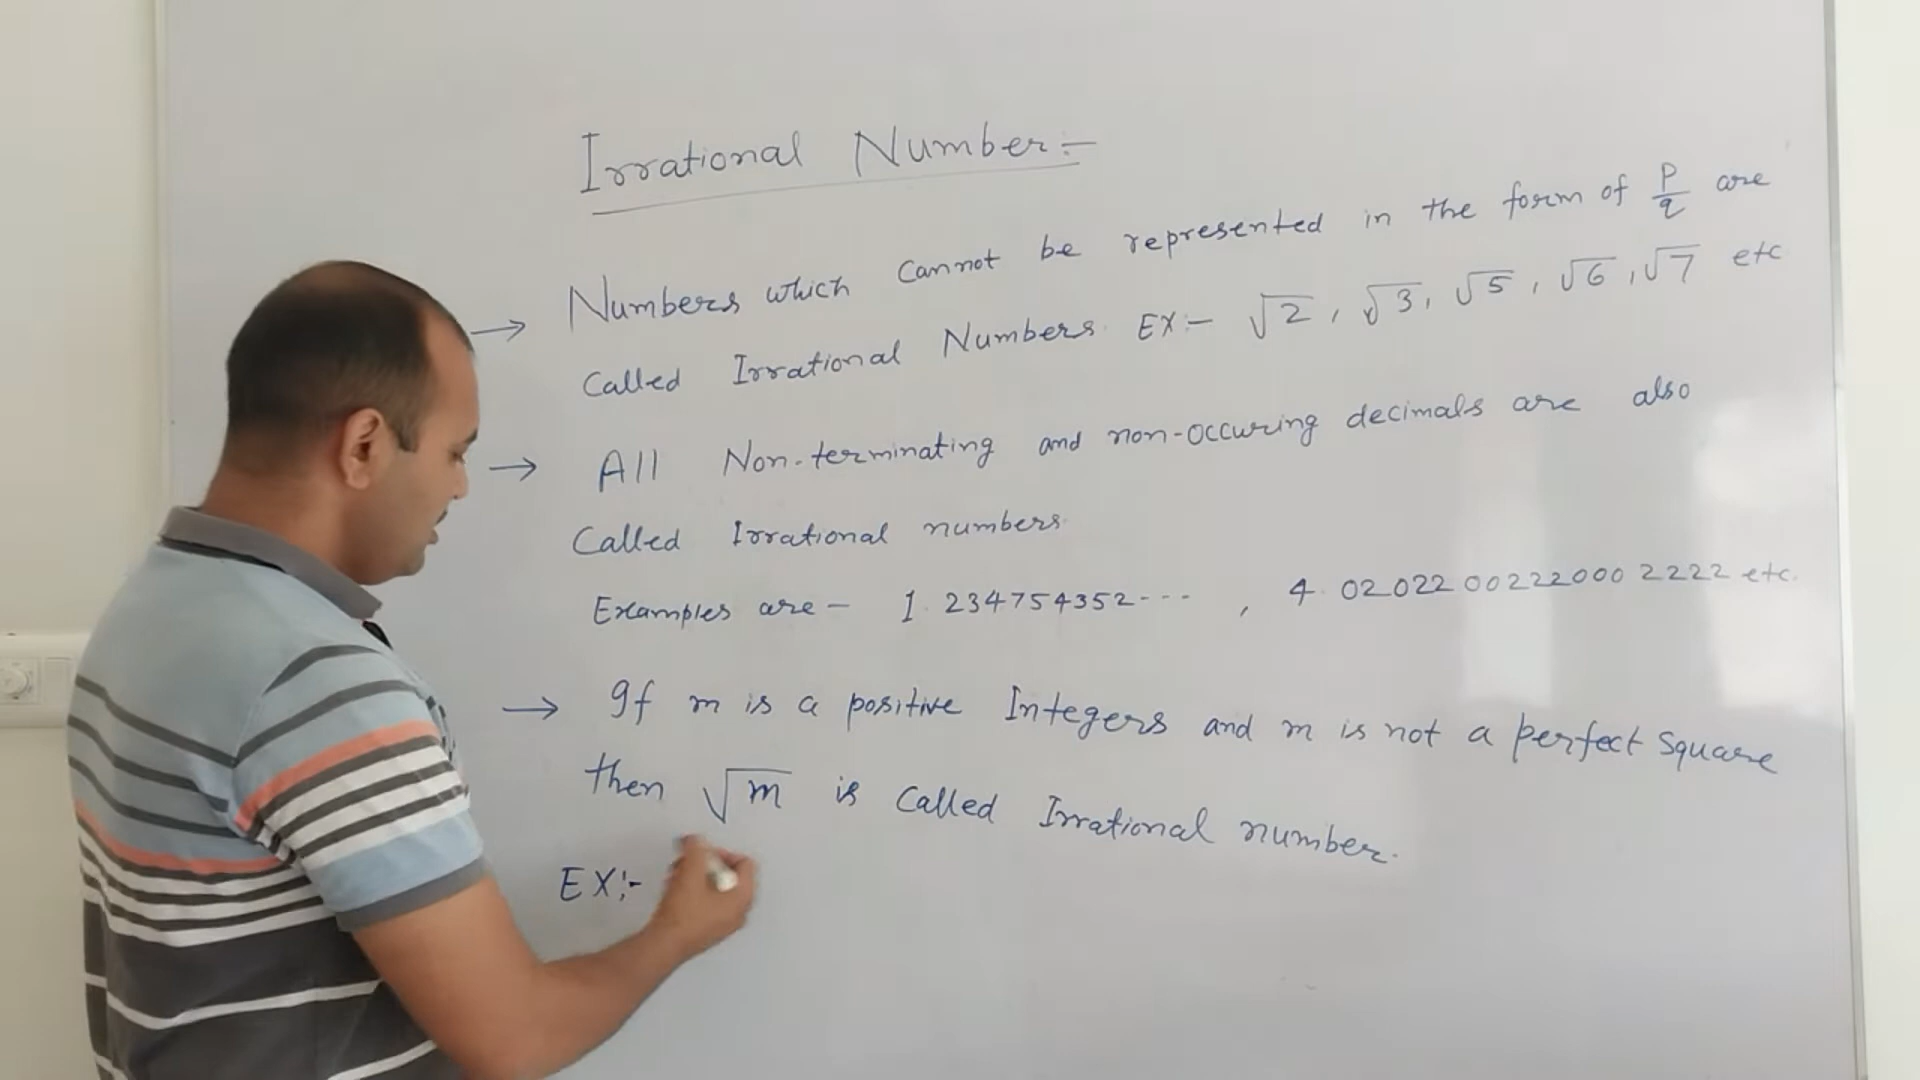 Irrational Number:-
→ Numbers which cannot be represented in the form of p/q are
Called Irrational Numbers. EX:- √2, √3, √5, √6, √7 etc
→ All Non-terminating and non-occuring decimals are also
Called Irrational numbers.
Examples are - 1.234754352--- , 4.02022002220002222 etc.
→ If m is a positive Integers and m is not a perfect Square
then √m is Called Irrational number.
EX:-